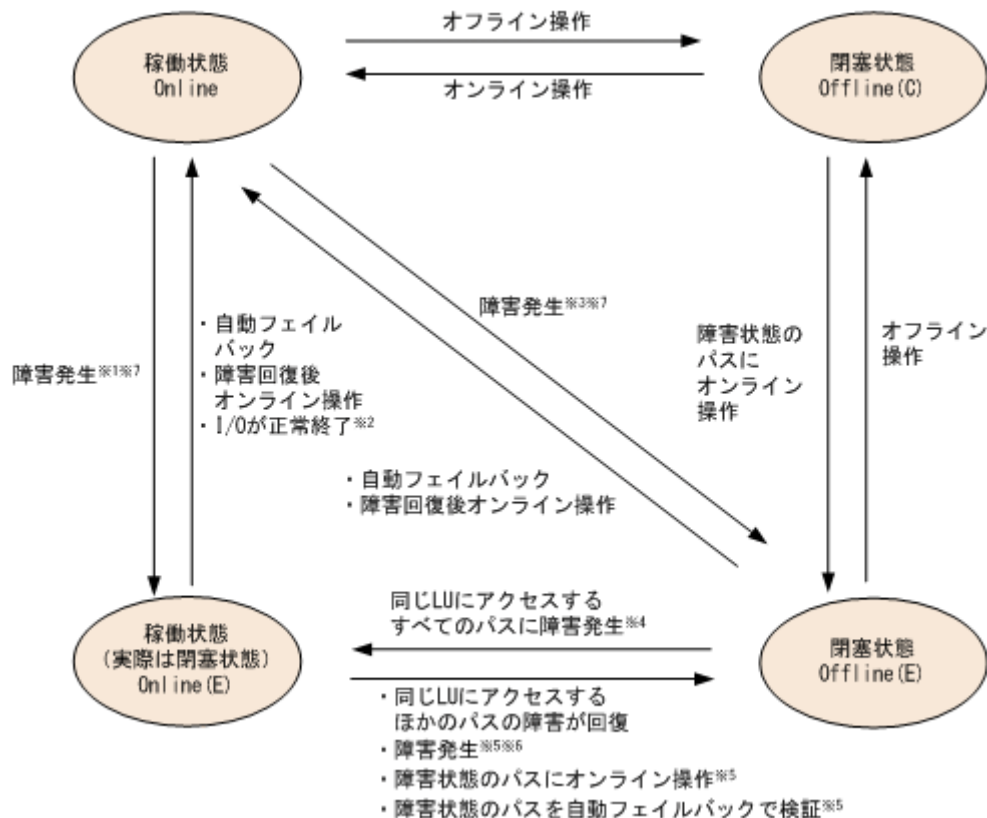 オフライン操作
稼働状態
Online
閉塞状態
Offline(C)
オンライン操作
障害発生※3※7
・自動フェイル
バック
・障害回復後
オンライン操作
・I/Oが正常終了※2
障害発生※1※7
障害状態の
パスに
オンライン
操作
オフライン
操作
・自動フェイルバック
・障害回復後オンライン操作
同じLUにアクセスする
すべてのパスに障害発生※4
稼働状態
(実際は閉塞状態)
Online(E)
閉塞状態
Offline(E)
・同じLUにアクセスする
ほかのパスの障害が回復
・障害発生※5※6
・障害状態のパスにオンライン操作※5
・障害状態のパスを自動フェイルバックで検証※5